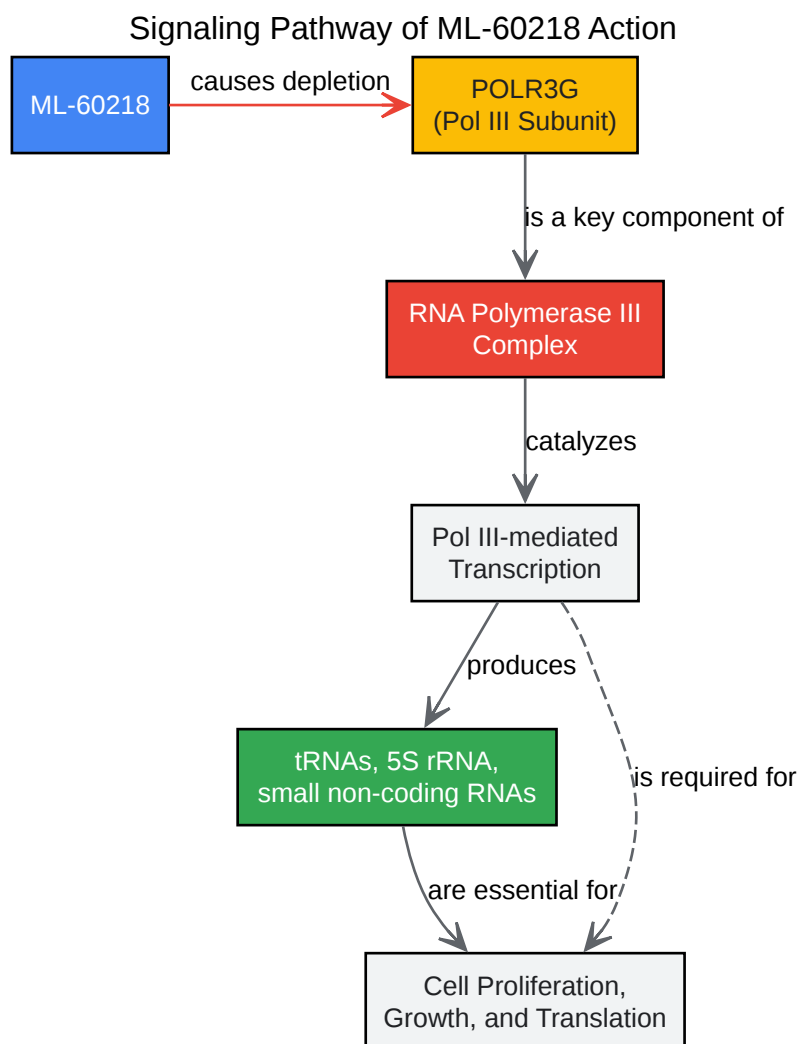 Signaling Pathway of ML-60218 Action
ML-60218
causes depletion
POLR3G
(Pol III Subunit)
is a key component of
RNA Polymerase III
Complex
catalyzes
Pol III-mediated
Transcription
produces
tRNAs, 5S rRNA,
small non-coding RNAs
is required for
are essential for
Cell Proliferation,
Growth, and Translation